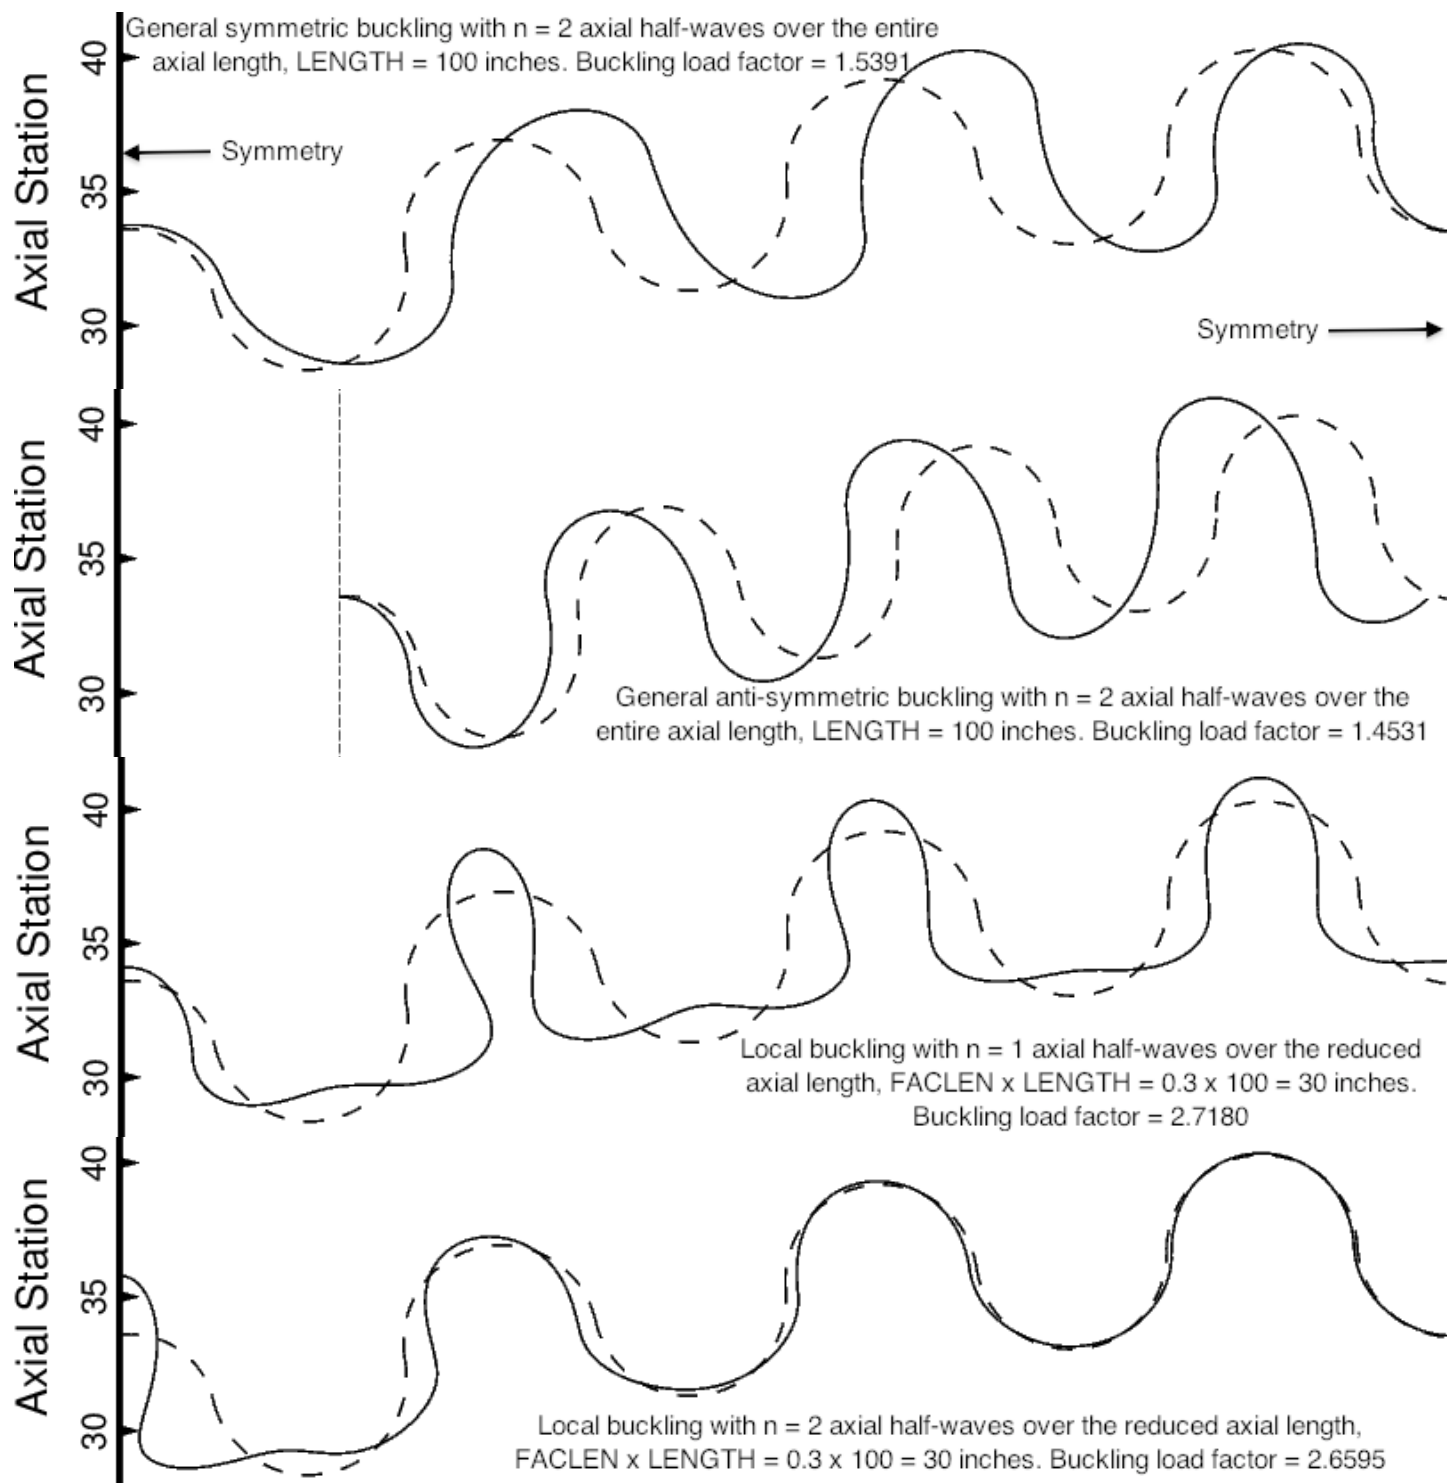 General symmetric buckling with n = 2 axial half-waves over the entire
axial length, LENGTH = 100 inches. Buckling load factor = 1.5391
Axial Station
40
35
30
Symmetry
Symmetry
Axial Station
40
35
30
General anti-symmetric buckling with n = 2 axial half-waves over the
entire axial length, LENGTH = 100 inches. Buckling load factor = 1.4531
Axial Station
40
35
30
Local buckling with n = 1 axial half-waves over the reduced
axial length, FACLEN x LENGTH = 0.3 x 100 = 30 inches.
Buckling load factor = 2.7180
Axial Station
40
35
30
Local buckling with n = 2 axial half-waves over the reduced axial length,
FACLEN x LENGTH = 0.3 x 100 = 30 inches. Buckling load factor = 2.6595